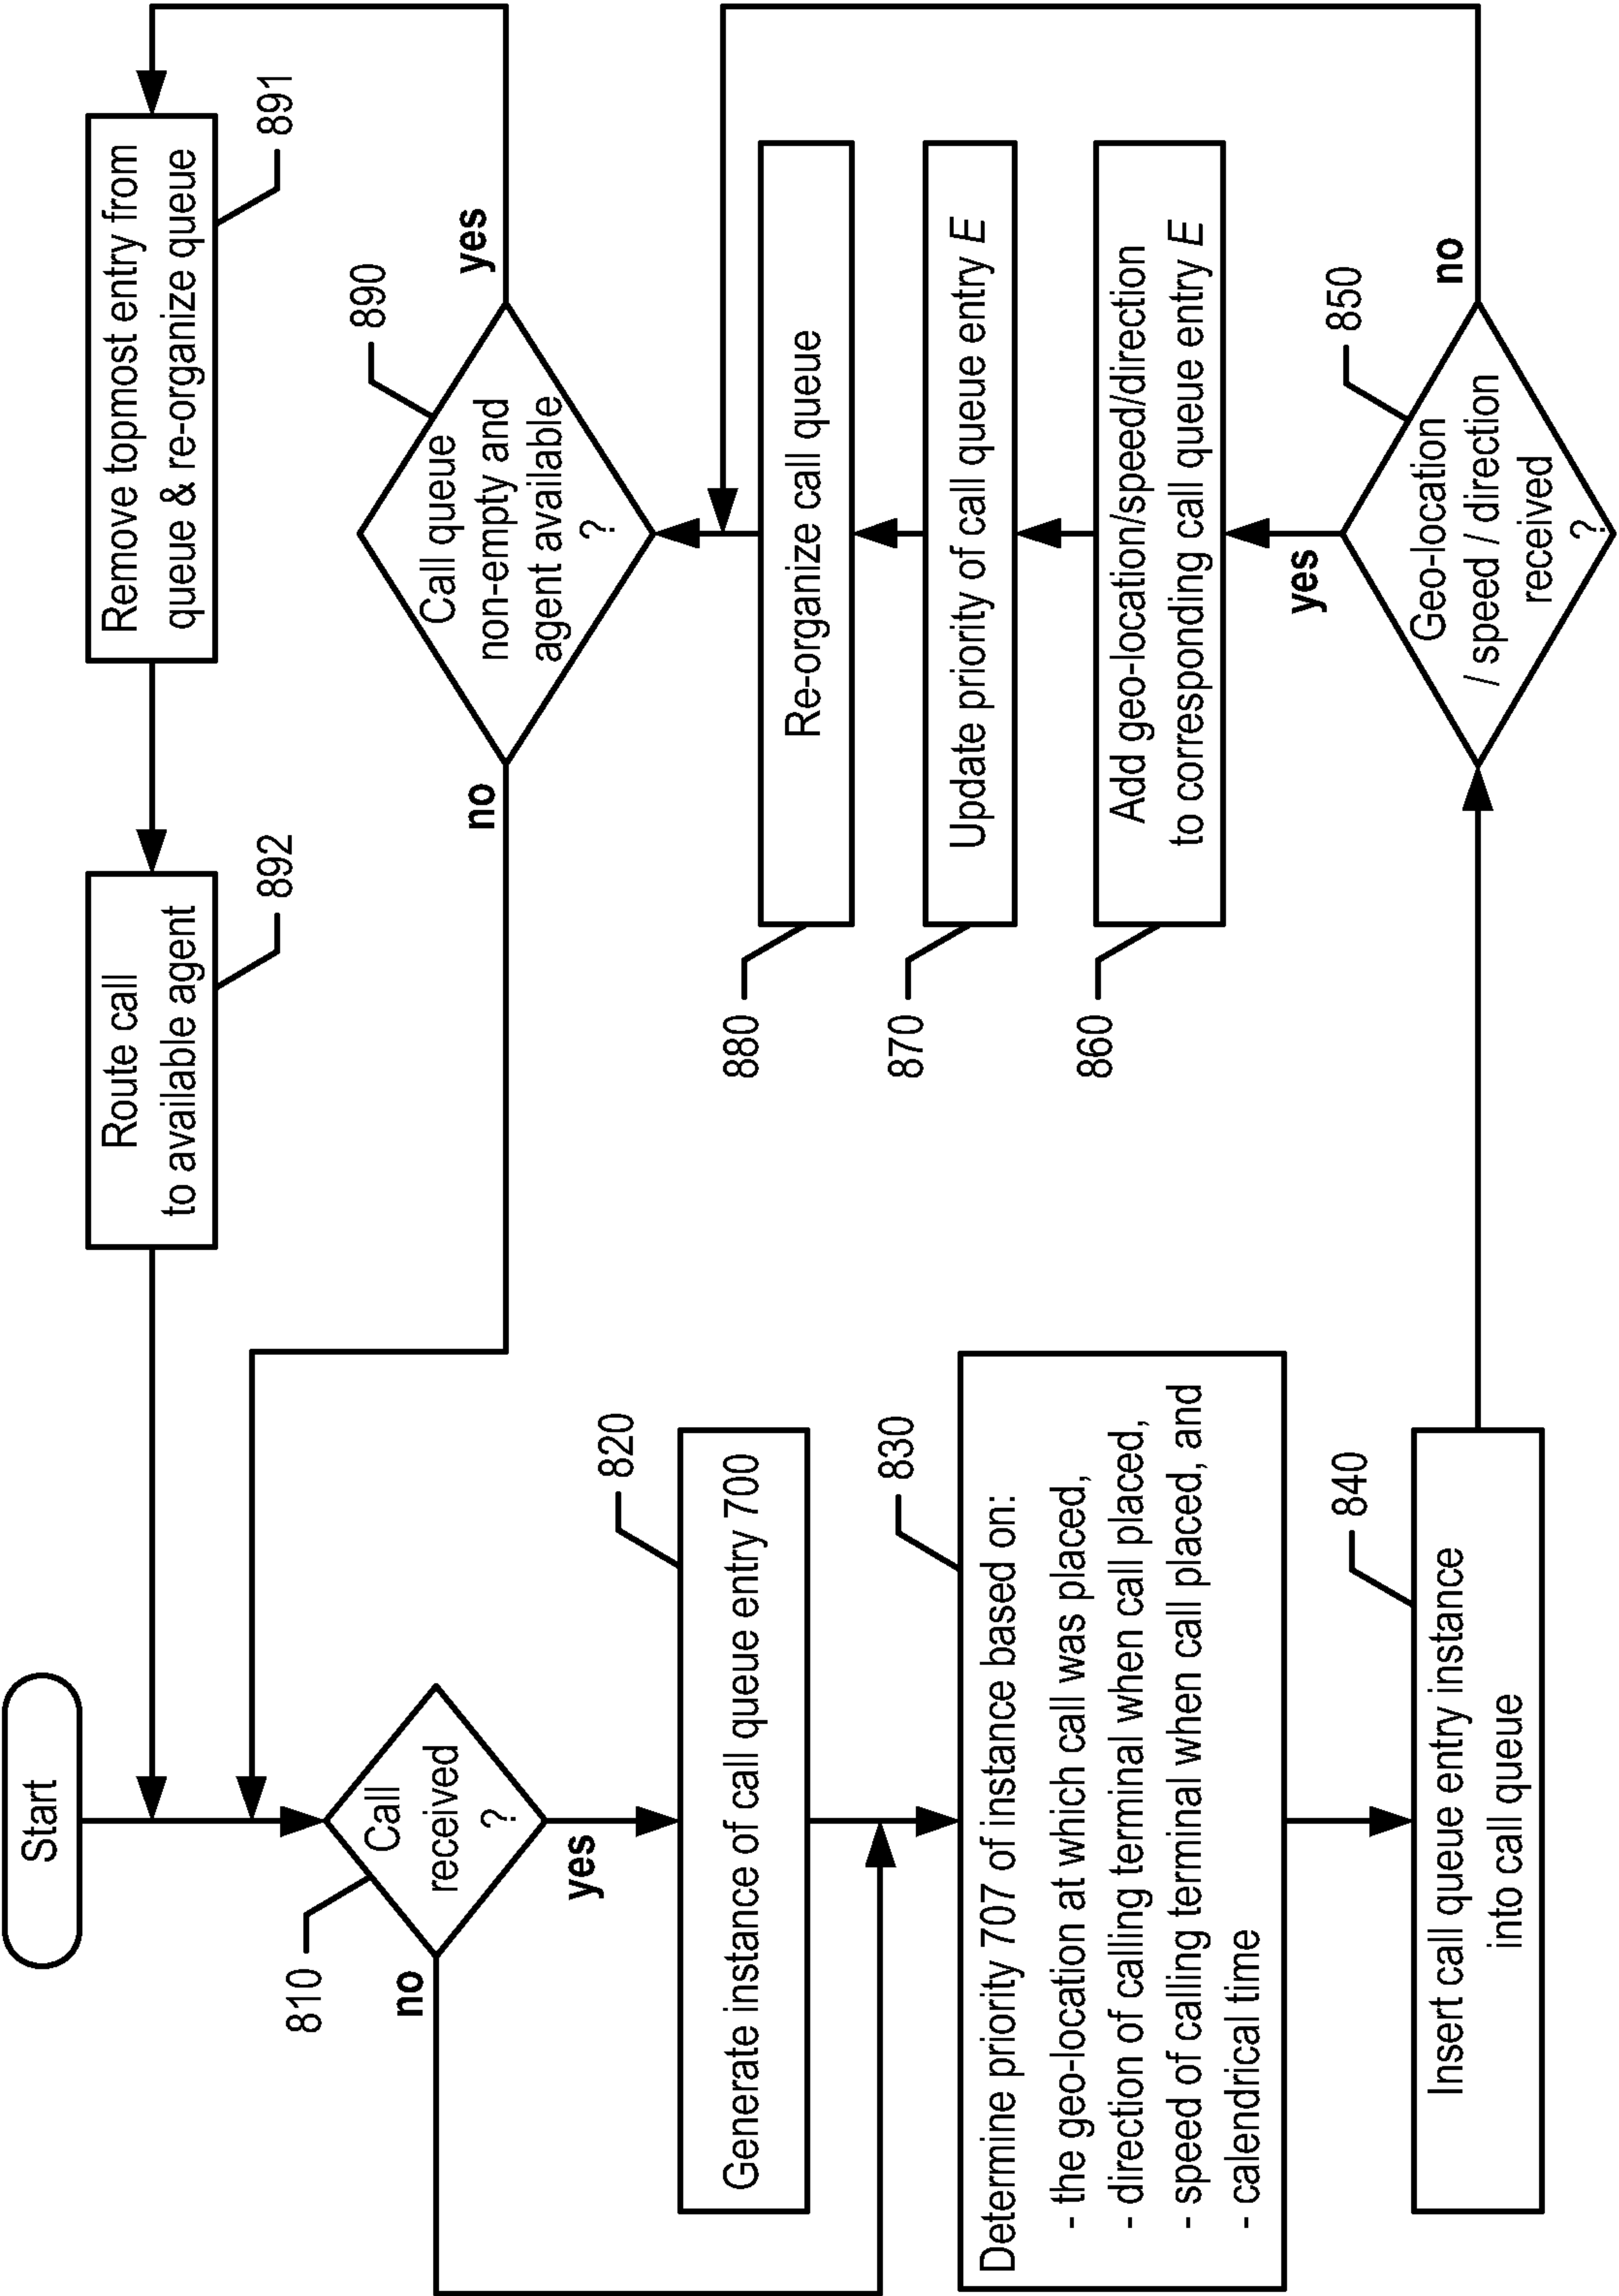 Start
Call
received
?
810
no
yes
Generate instance of call queue entry 700
820
Determine priority 707 of instance based on:
- the geo-location at which call was placed,
- direction of calling terminal when call placed,
- speed of calling terminal when call placed, and
- calendrical time
830
Insert call queue entry instance
into call queue
840
Geo-location
/ speed / direction
received
?
850
no
yes
Add geo-location/speed/direction
to corresponding call queue entry E
860
Update priority of call queue entry E
870
Re-organize call queue
880
Call queue
non-empty and
agent available
?
890
no
yes
Remove topmost entry from
queue & re-organize queue
891
Route call
to available agent
892